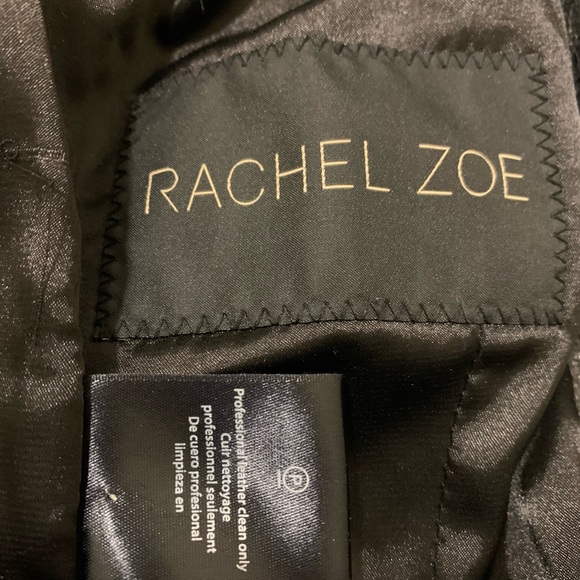 RACHEL ZOE
P
Professional leather clean only
Cuir nettoyage
professionnel seulement
De cuero profesional
limpieza en